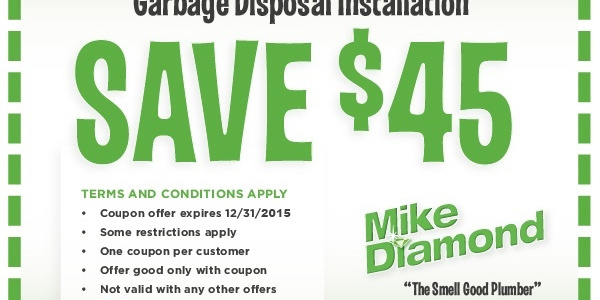 Garbage Disposal Installation
SAVE $45
TERMS AND CONDITIONS APPLY
• Coupon offer expires 12/31/2015
• Some restrictions apply
• One coupon per customer
• Offer good only with coupon
• Not valid with any other offers
Mike
Diamond
“The Smell Good Plumber”